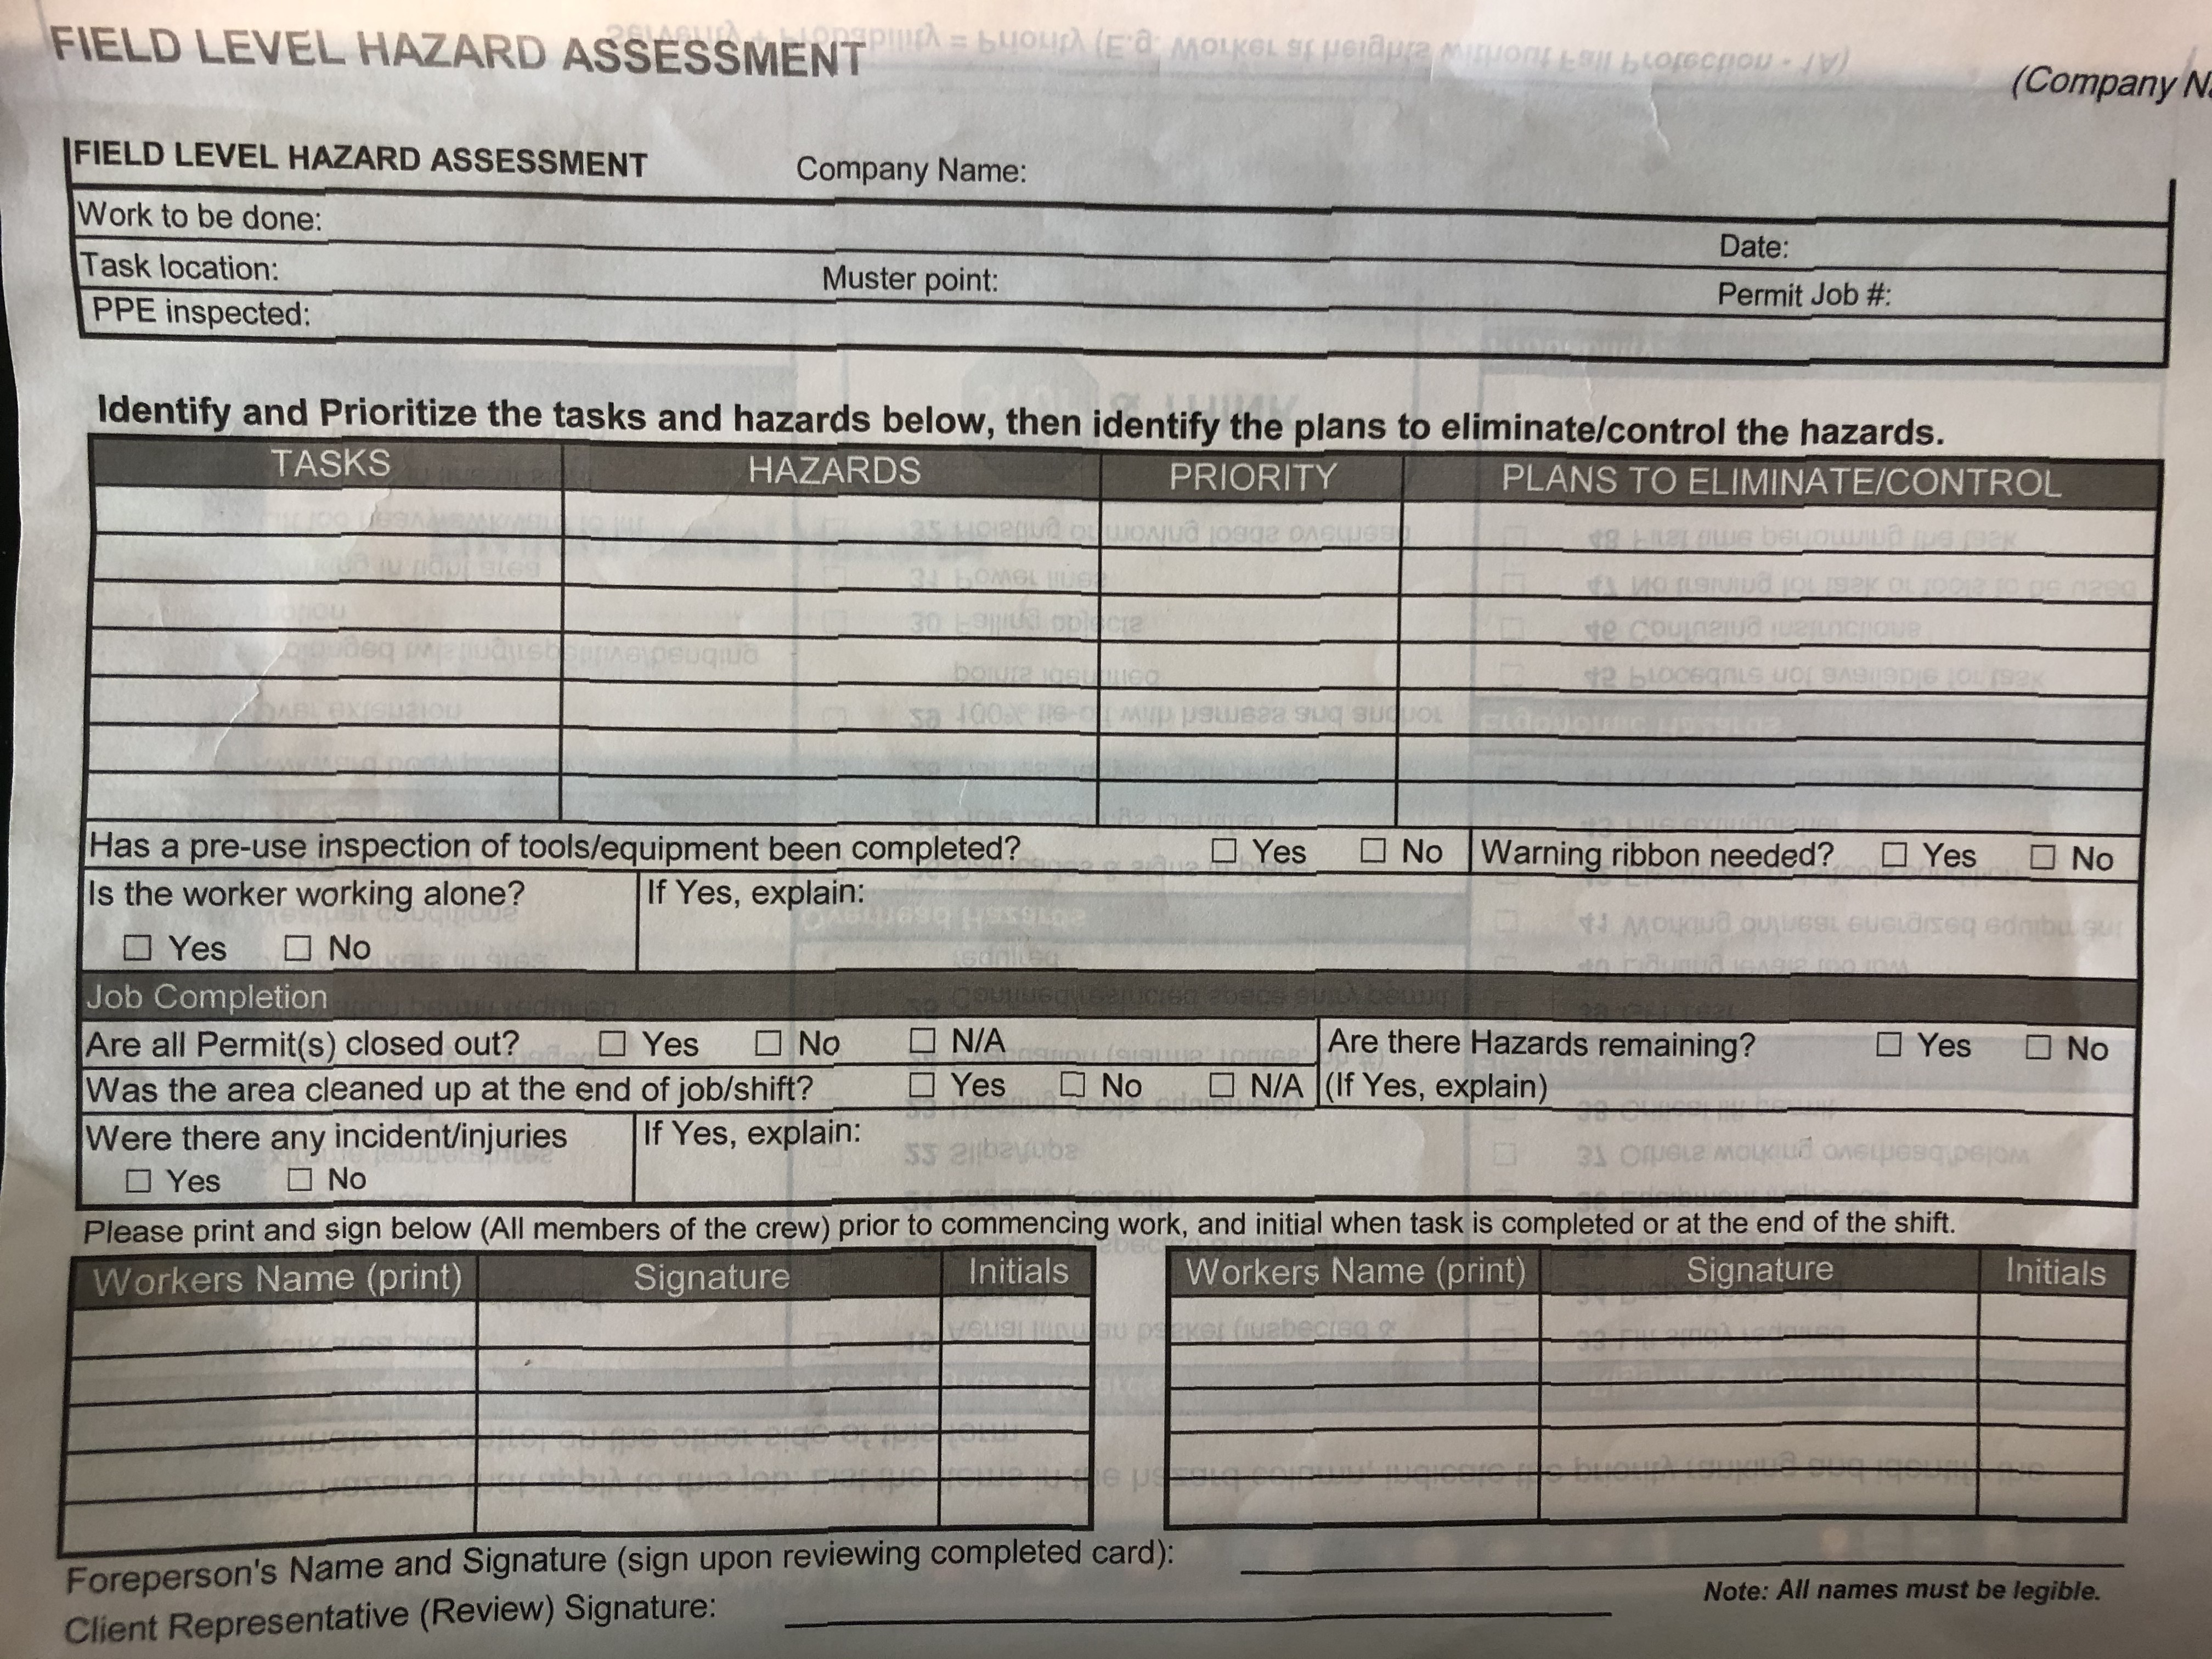 FIELD LEVEL HAZARD ASSESSMENT
(Company
FIELD LEVEL HAZARD ASSESSMENT Company Name:
Work to be done: Date:
Task location: Muster point: Permit Job #:
PPE inspected:
Identify and Prioritize the tasks and hazards below, then identify the plans to eliminate/control the hazards.
TASKS HAZARDS PRIORITY PLANS TO ELIMINATE/CONTROL
Has a pre-use inspection of tools/equipment been completed? ☐ Yes ☐ No Warning ribbon needed? ☐ Yes ☐ No
Is the worker working alone? If Yes, explain:
☐ Yes ☐ No
Job Completion
Are all Permit(s) closed out? ☐ Yes ☐ No ☐ N/A Are there Hazards remaining? ☐ Yes ☐ No
Was the area cleaned up at the end of job/shift? ☐ Yes ☐ No ☐ N/A (If Yes, explain)
Were there any incident/injuries If Yes, explain:
☐ Yes ☐ No
Please print and sign below (All members of the crew) prior to commencing work, and initial when task is completed or at the end of the shift.
Workers Name (print) Signature Initials Workers Name (print) Signature Initials
Foreperson's Name and Signature (sign upon reviewing completed card):
Note: All names must be legible.
Client Representative (Review) Signature: